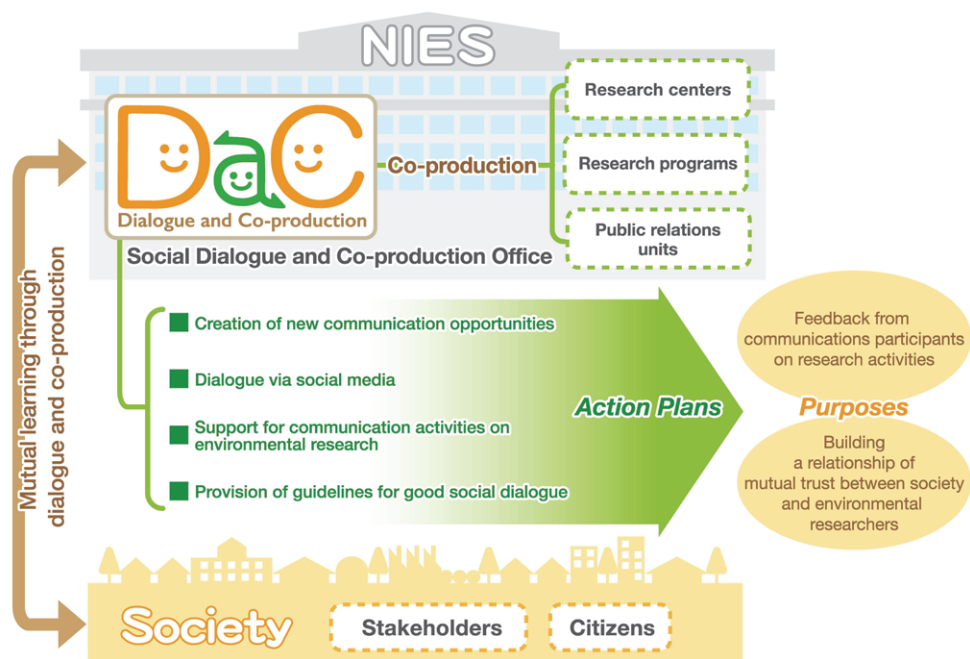 NIES
DaC
Dialogue and Co-production
Co-production
Research centers
Research programs
Public relations
units
Social Dialogue and Co-production Office
Mutual learning through
dialogue and co-production
Creation of new communication opportunities
Dialogue via social media
Support for communication activities on
environmental research
Provision of guidelines for good social dialogue
Action Plans
Feedback from
communications participants
on research activities
Purposes
Building
a relationship of
mutual trust between society
and environmental
researchers
Society
Stakeholders
Citizens